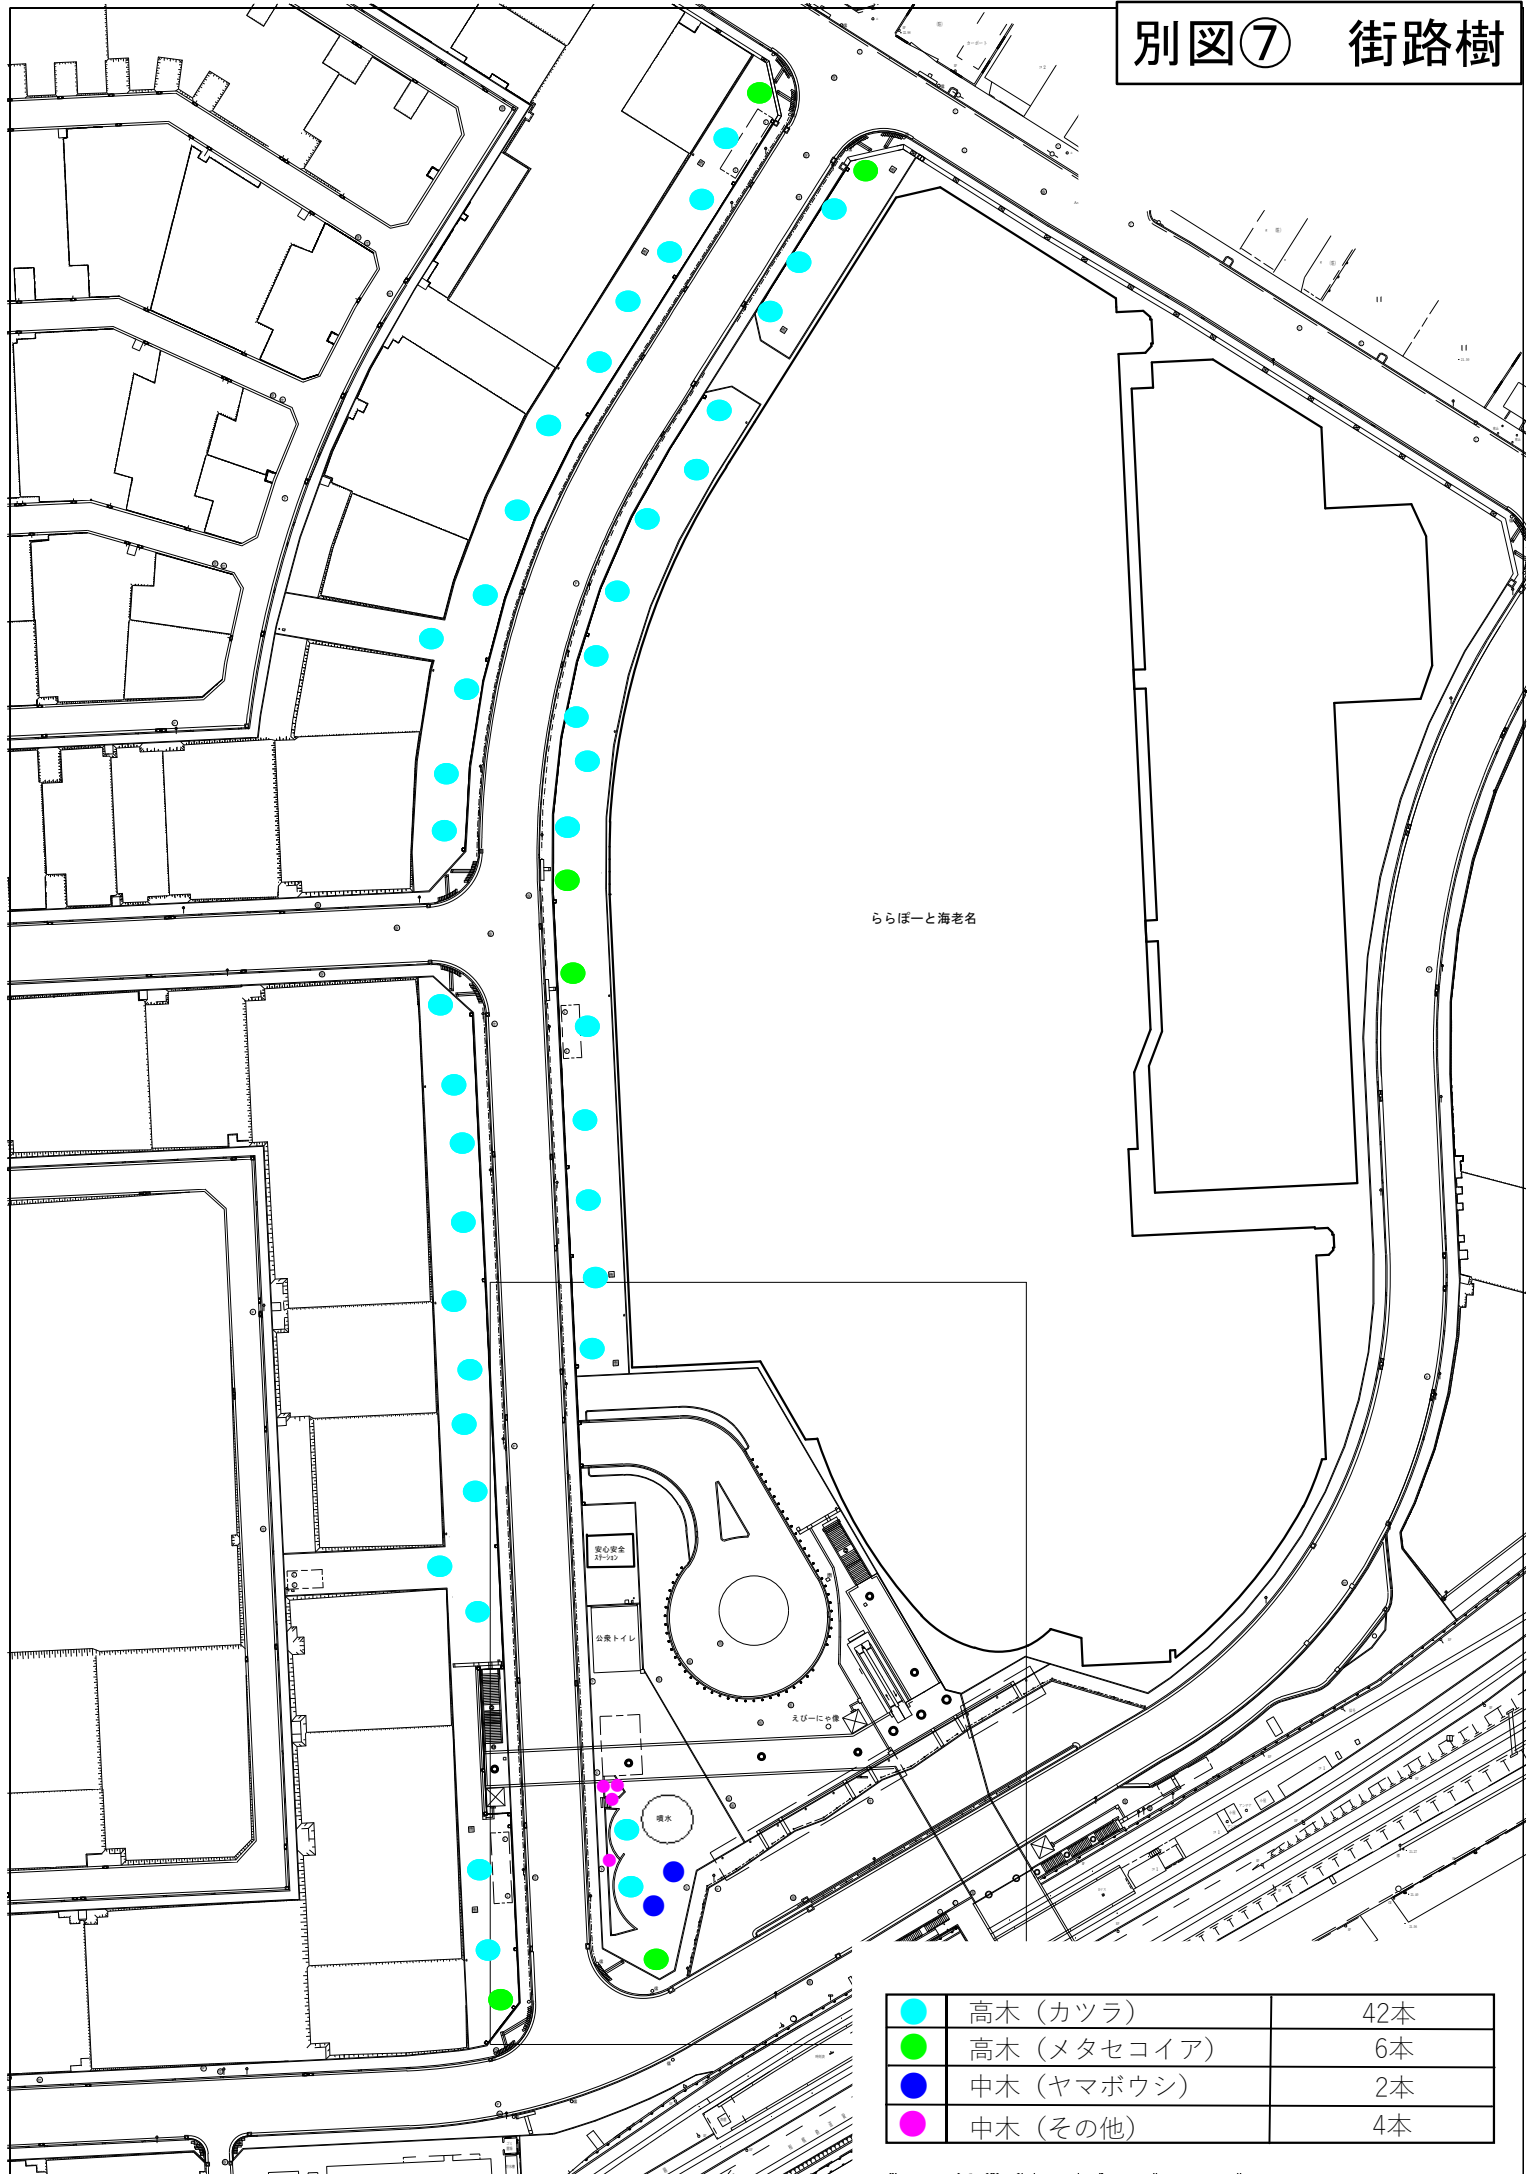 別図⑦　街路樹
ららぽーと海老名
安心安全
ステーション
公衆トイレ
えびーにゃ像
噴水
高木（カツラ）　42本
高木（メタセコイア）　6本
中木（ヤマボウシ）　2本
中木（その他）　4本